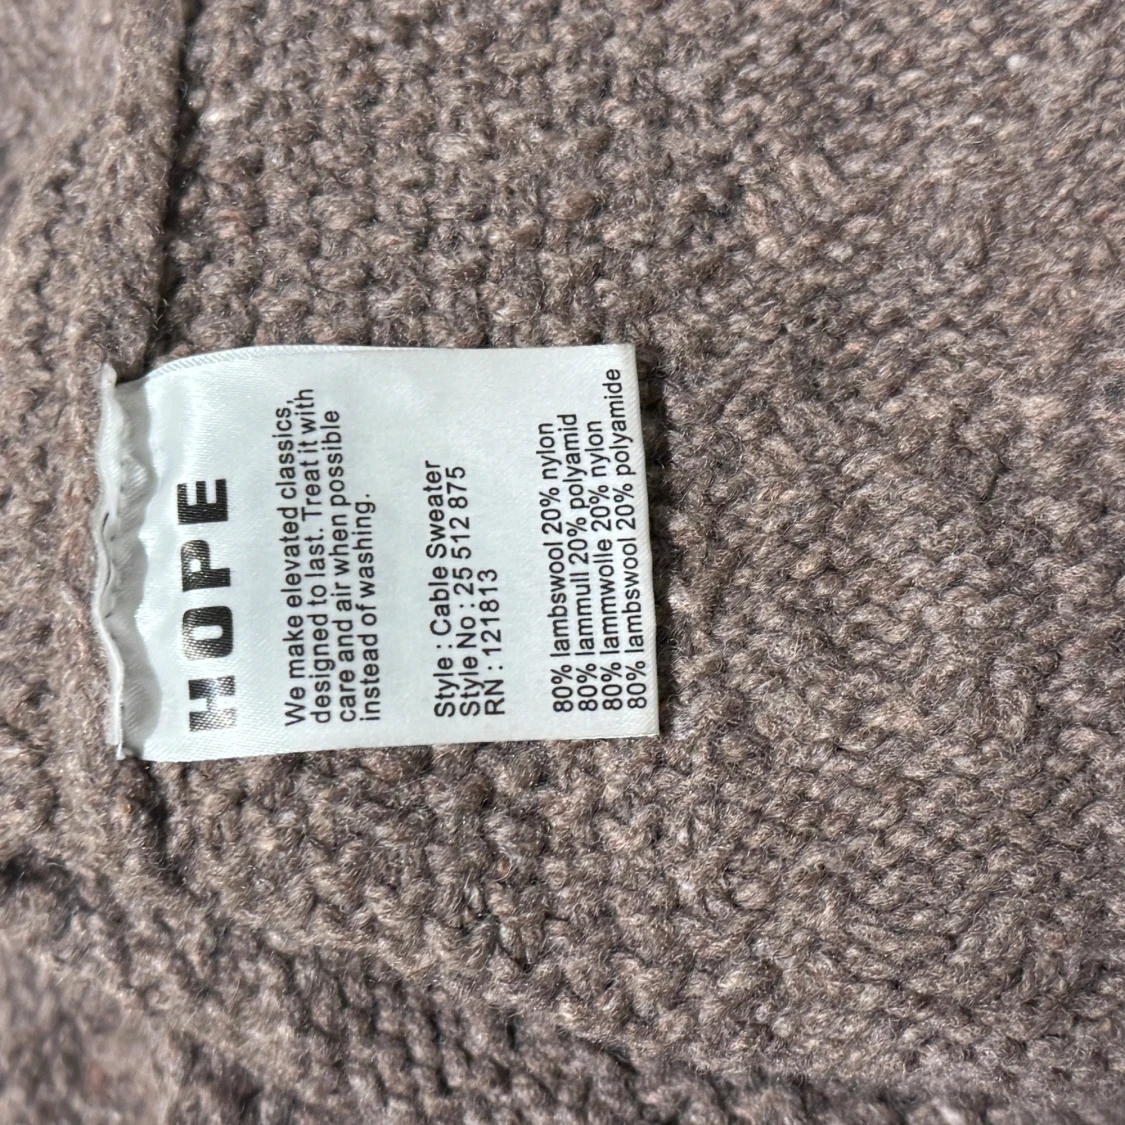 HOPE
We make elevated classics,
designed to last. Treat it with
care and air when possible
instead of washing.
Style : Cable Sweater
Style No : 25 512 875
RN : 121813
80% lambswool 20% nylon
80% lammull 20% polyamid
80% lammwolle 20% nylon
80% lambswool 20% polyamide